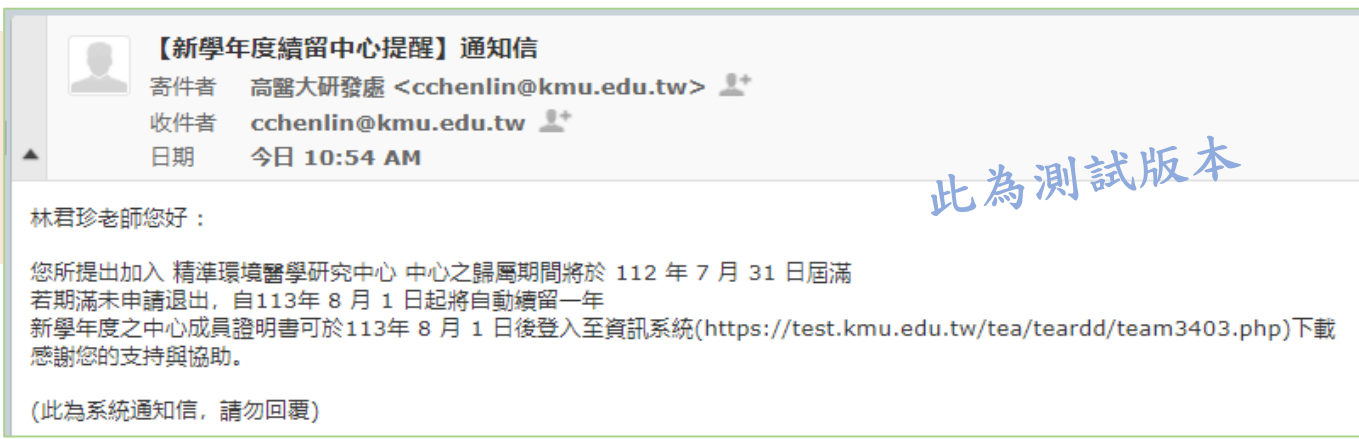 【新學年度續留中心提醒】通知信
寄件者 高醫大研發處 <cchenlin@kmu.edu.tw>
收件者 cchenlin@kmu.edu.tw
日期 今日 10:54 AM
此為測試版本
林君珍老師您好：
您所提出加入 精準環境醫學研究中心 中心之歸屬期間將於 112 年 7 月 31 日屆滿
若期滿未申請退出，自113年 8 月 1 日起將自動續留一年
新學年度之中心成員證明書可於113年 8 月 1 日後登入至資訊系統(https://test.kmu.edu.tw/tea/teardd/team3403.php)下載
感謝您的支持與協助。
(此為系統通知信，請勿回覆)